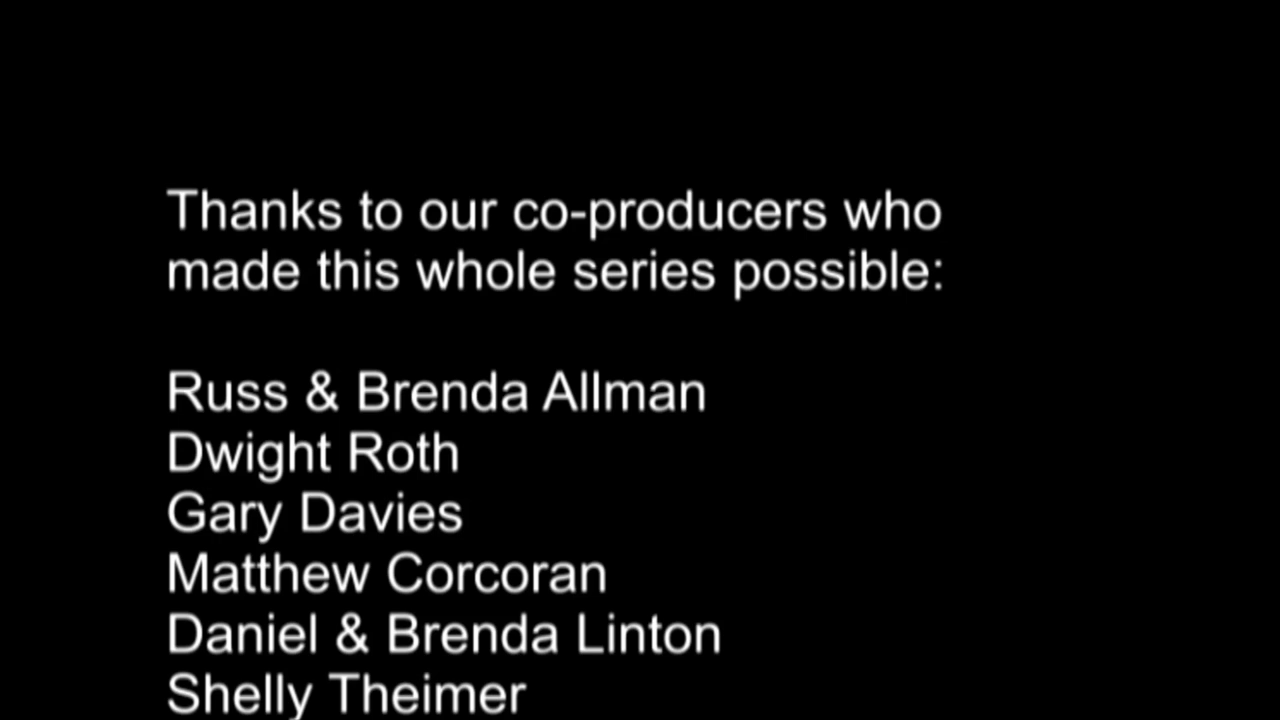 Thanks to our co-producers who
made this whole series possible:
Russ & Brenda Allman
Dwight Roth
Gary Davies
Matthew Corcoran
Daniel & Brenda Linton
Shelly Theimer